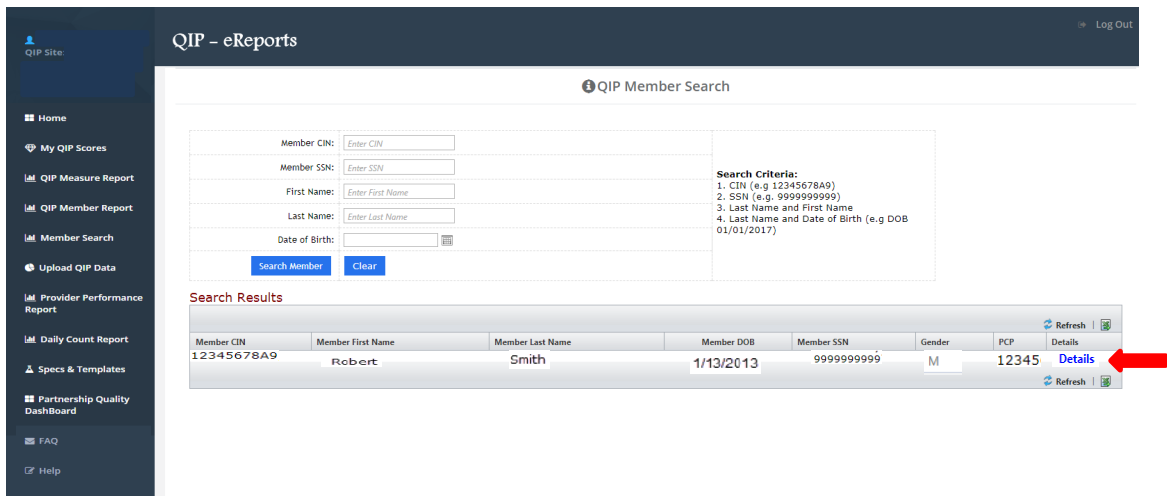 Log Out
QIP Site:
QIP – eReports
QIP Member Search
Home
My QIP Scores
QIP Measure Report
QIP Member Report
Member Search
Upload QIP Data
Provider Performance
Report
Daily Count Report
Specs & Templates
Partnership Quality
DashBoard
FAQ
Help
Member CIN: Enter CIN
Member SSN: Enter SSN
First Name: Enter First Name
Last Name: Enter Last Name
Date of Birth:
Search Member Clear
Search Criteria:
1. CIN (e.g 12345678A9)
2. SSN (e.g. 9999999999)
3. Last Name and First Name
4. Last Name and Date of Birth (e.g DOB
01/01/2017)
Search Results
Refresh |
Member CIN Member First Name Member Last Name Member DOB Member SSN Gender PCP Details
12345678A9 Robert Smith 1/13/2013 9999999999 M 12345 Details
Refresh |